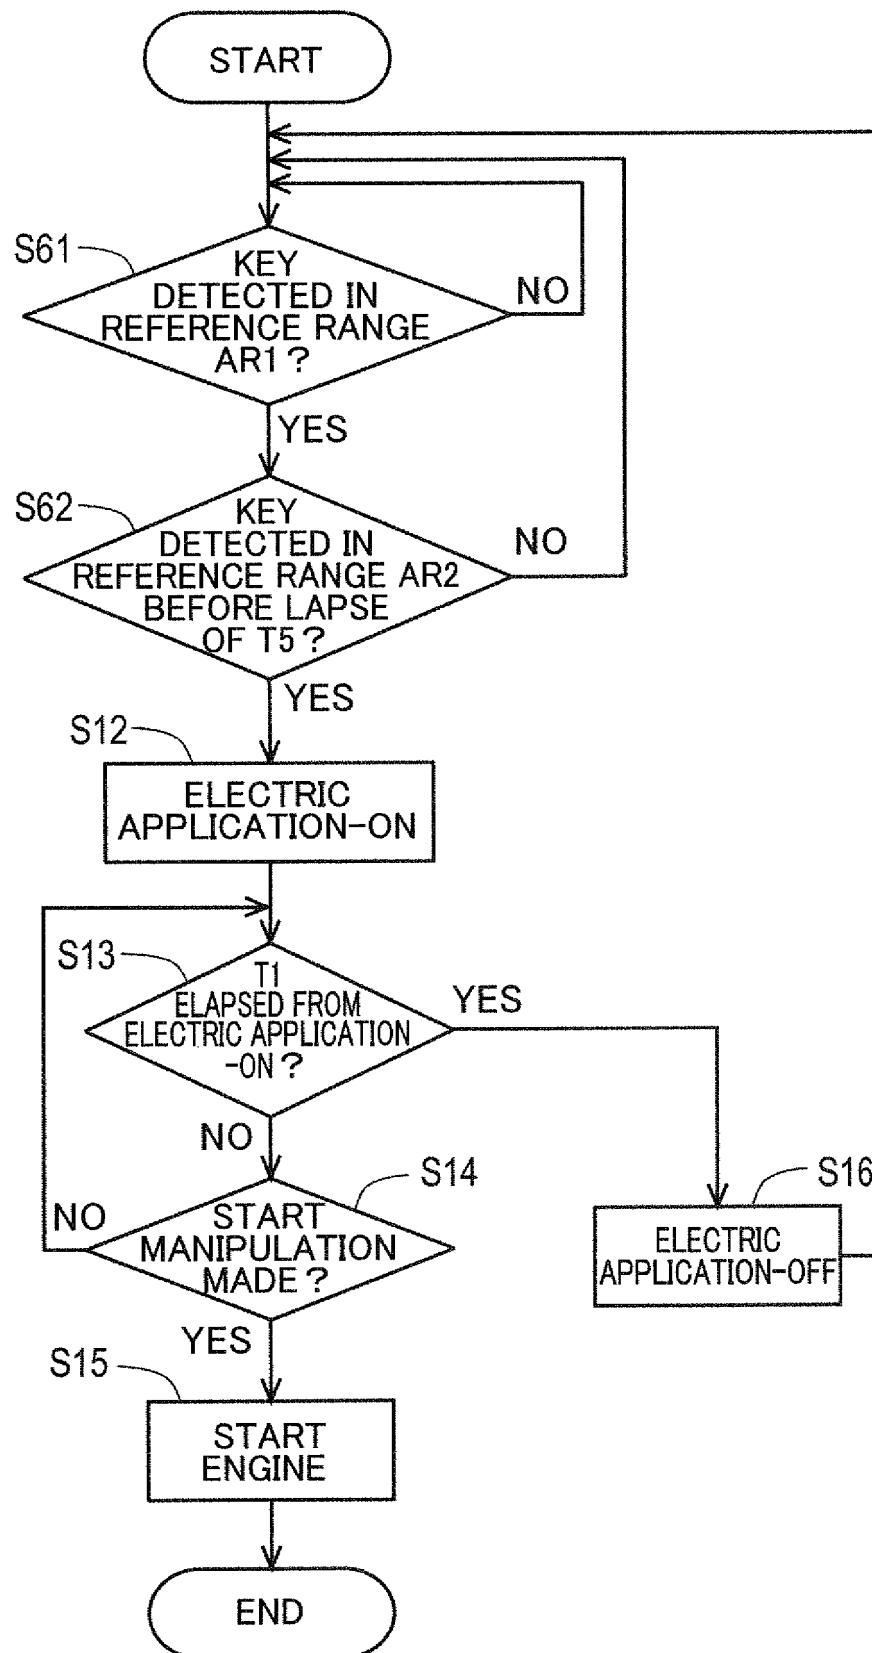 START
S61
KEY
DETECTED IN
REFERENCE RANGE
AR1?
NO
YES
S62
KEY
DETECTED IN
REFERENCE RANGE AR2
BEFORE LAPSE
OF T5?
NO
YES
S12
ELECTRIC
APPLICATION-ON
S13
T1
ELAPSED FROM
ELECTRIC APPLICATION
-ON?
YES
NO
S14
START
MANIPULATION
MADE?
NO
YES
S16
ELECTRIC
APPLICATION-OFF
S15
START
ENGINE
END